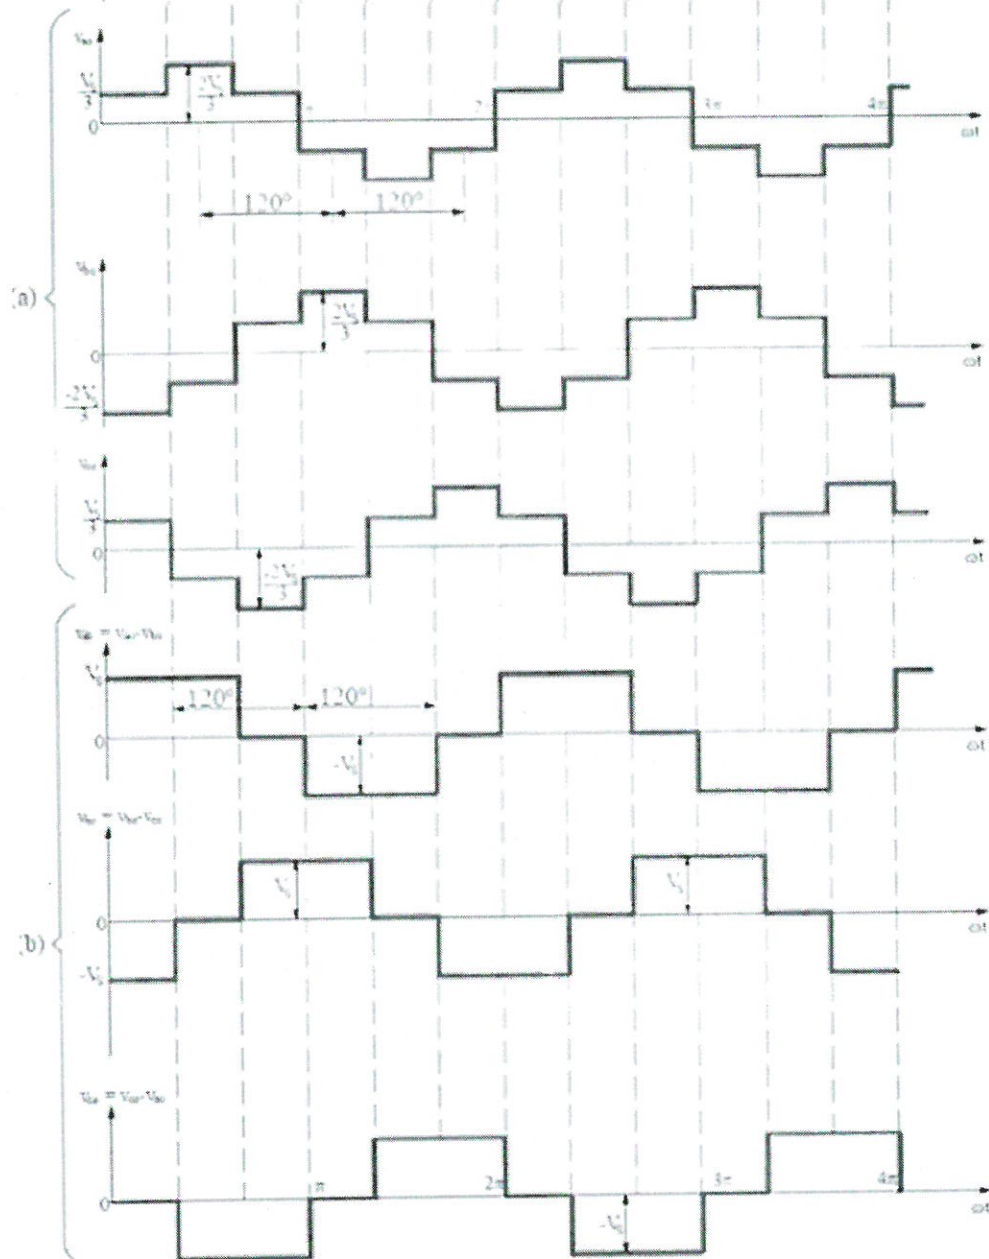 V_s/3
2V_s/3
0
π
2π
3π
4π
ωt
120°
120°
(a)
v_bo
2V_s/3
0
ωt
-2V_s/3
V_s/3
0
-2V_s/3
ωt
v_ab = v_ao-v_bo
V_s
120°
120°
0
-V_s
ωt
v_bc = v_bo-v_co
V_s
V_s
0
ωt
(b)
-V_s
v_ca = v_co-v_ao
π
2π
3π
4π
0
-V_s
ωt